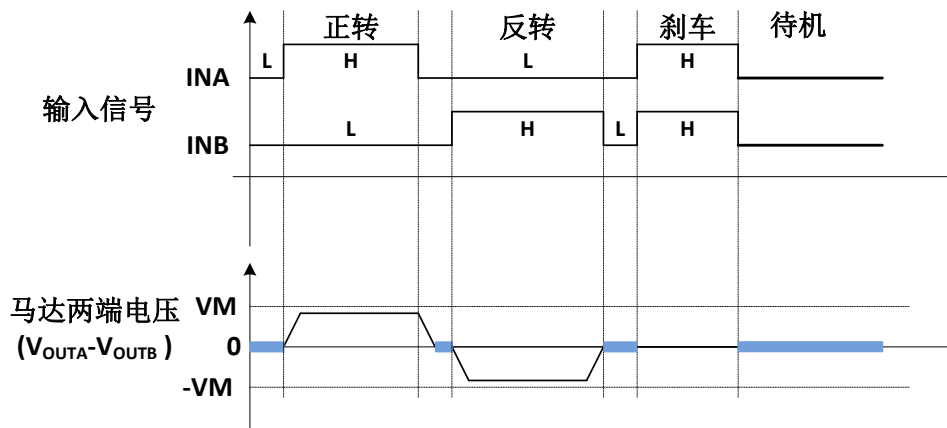 正转 反转 刹车 待机
L H L H
INA
输入信号
L H L H
INB
马达两端电压
(VOUTA-VOUTB )
VM
0
-VM